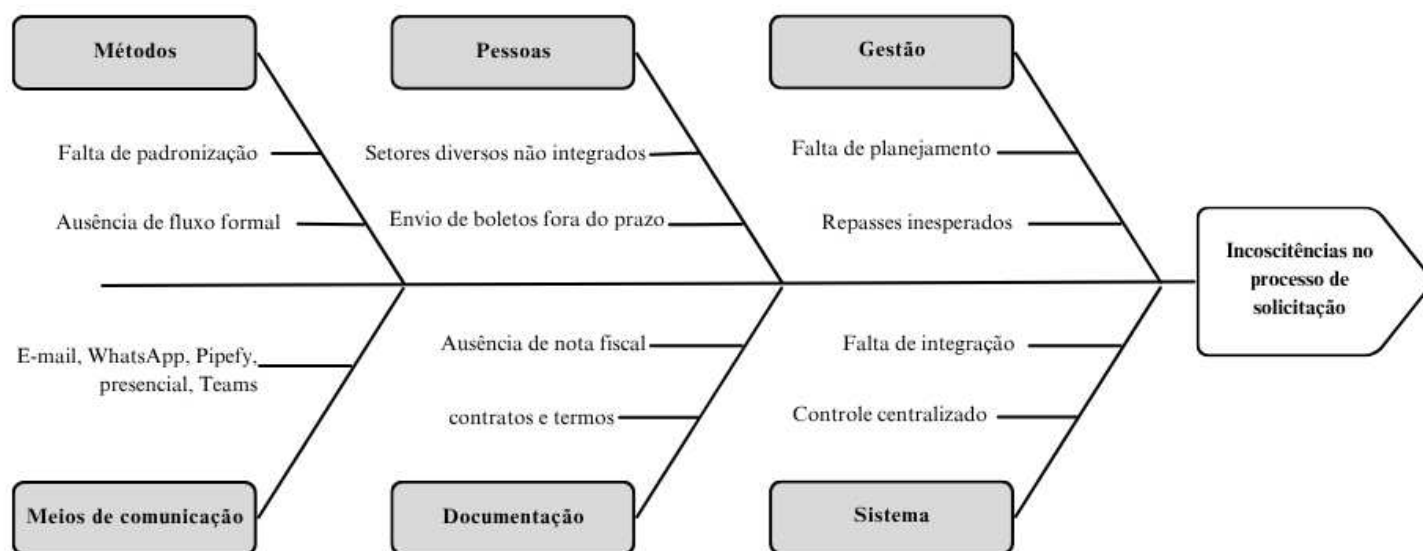 Métodos
Pessoas
Gestão
Falta de padronização
Setores diversos não integrados
Falta de planejamento
Ausência de fluxo formal
Envio de boletos fora do prazo
Repasses inesperados
Incoscitências no
processo de
solicitação
E-mail, WhatsApp, Pipefy,
presencial, Teams
Ausência de nota fiscal
Falta de integração
contratos e termos
Controle centralizado
Meios de comunicação
Documentação
Sistema